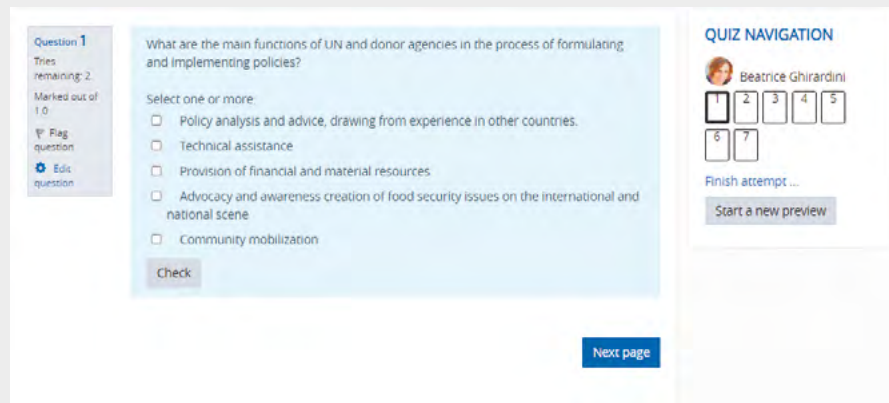 Question 1
Tries
remaining: 2
Marked out of
1.0
Flag
question
Edit
question
What are the main functions of UN and donor agencies in the process of formulating
and implementing policies?
Select one or more:
Policy analysis and advice, drawing from experience in other countries.
Technical assistance
Provision of financial and material resources
Advocacy and awareness creation of food security issues on the international and
national scene
Community mobilization
Check
Next page
QUIZ NAVIGATION
Beatrice Ghirardini
1 2 3 4 5
6 7
Finish attempt ...
Start a new preview